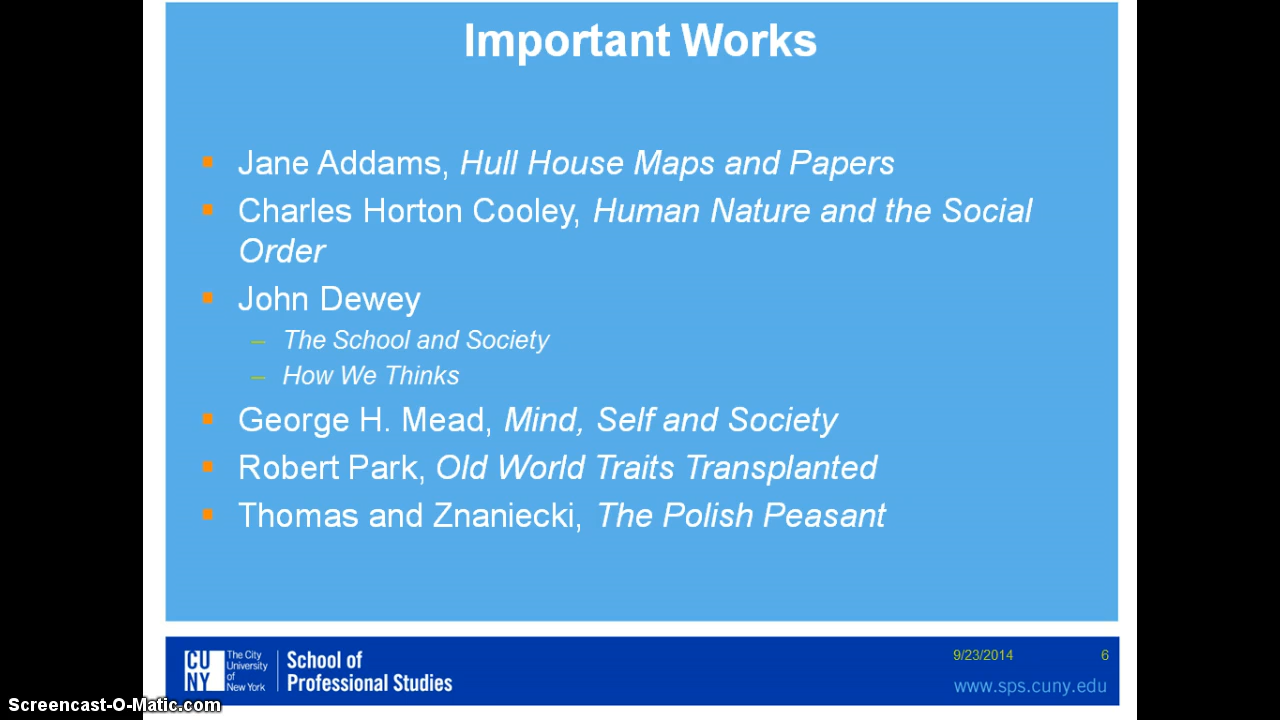 Important Works
Jane Addams, Hull House Maps and Papers
Charles Horton Cooley, Human Nature and the Social
Order
John Dewey
– The School and Society
– How We Thinks
George H. Mead, Mind, Self and Society
Robert Park, Old World Traits Transplanted
Thomas and Znaniecki, The Polish Peasant
CU
NY
The City
University
of
New York
School of
Professional Studies
9/23/2014
6
www.sps.cuny.edu
Screencast-O-Matic.com